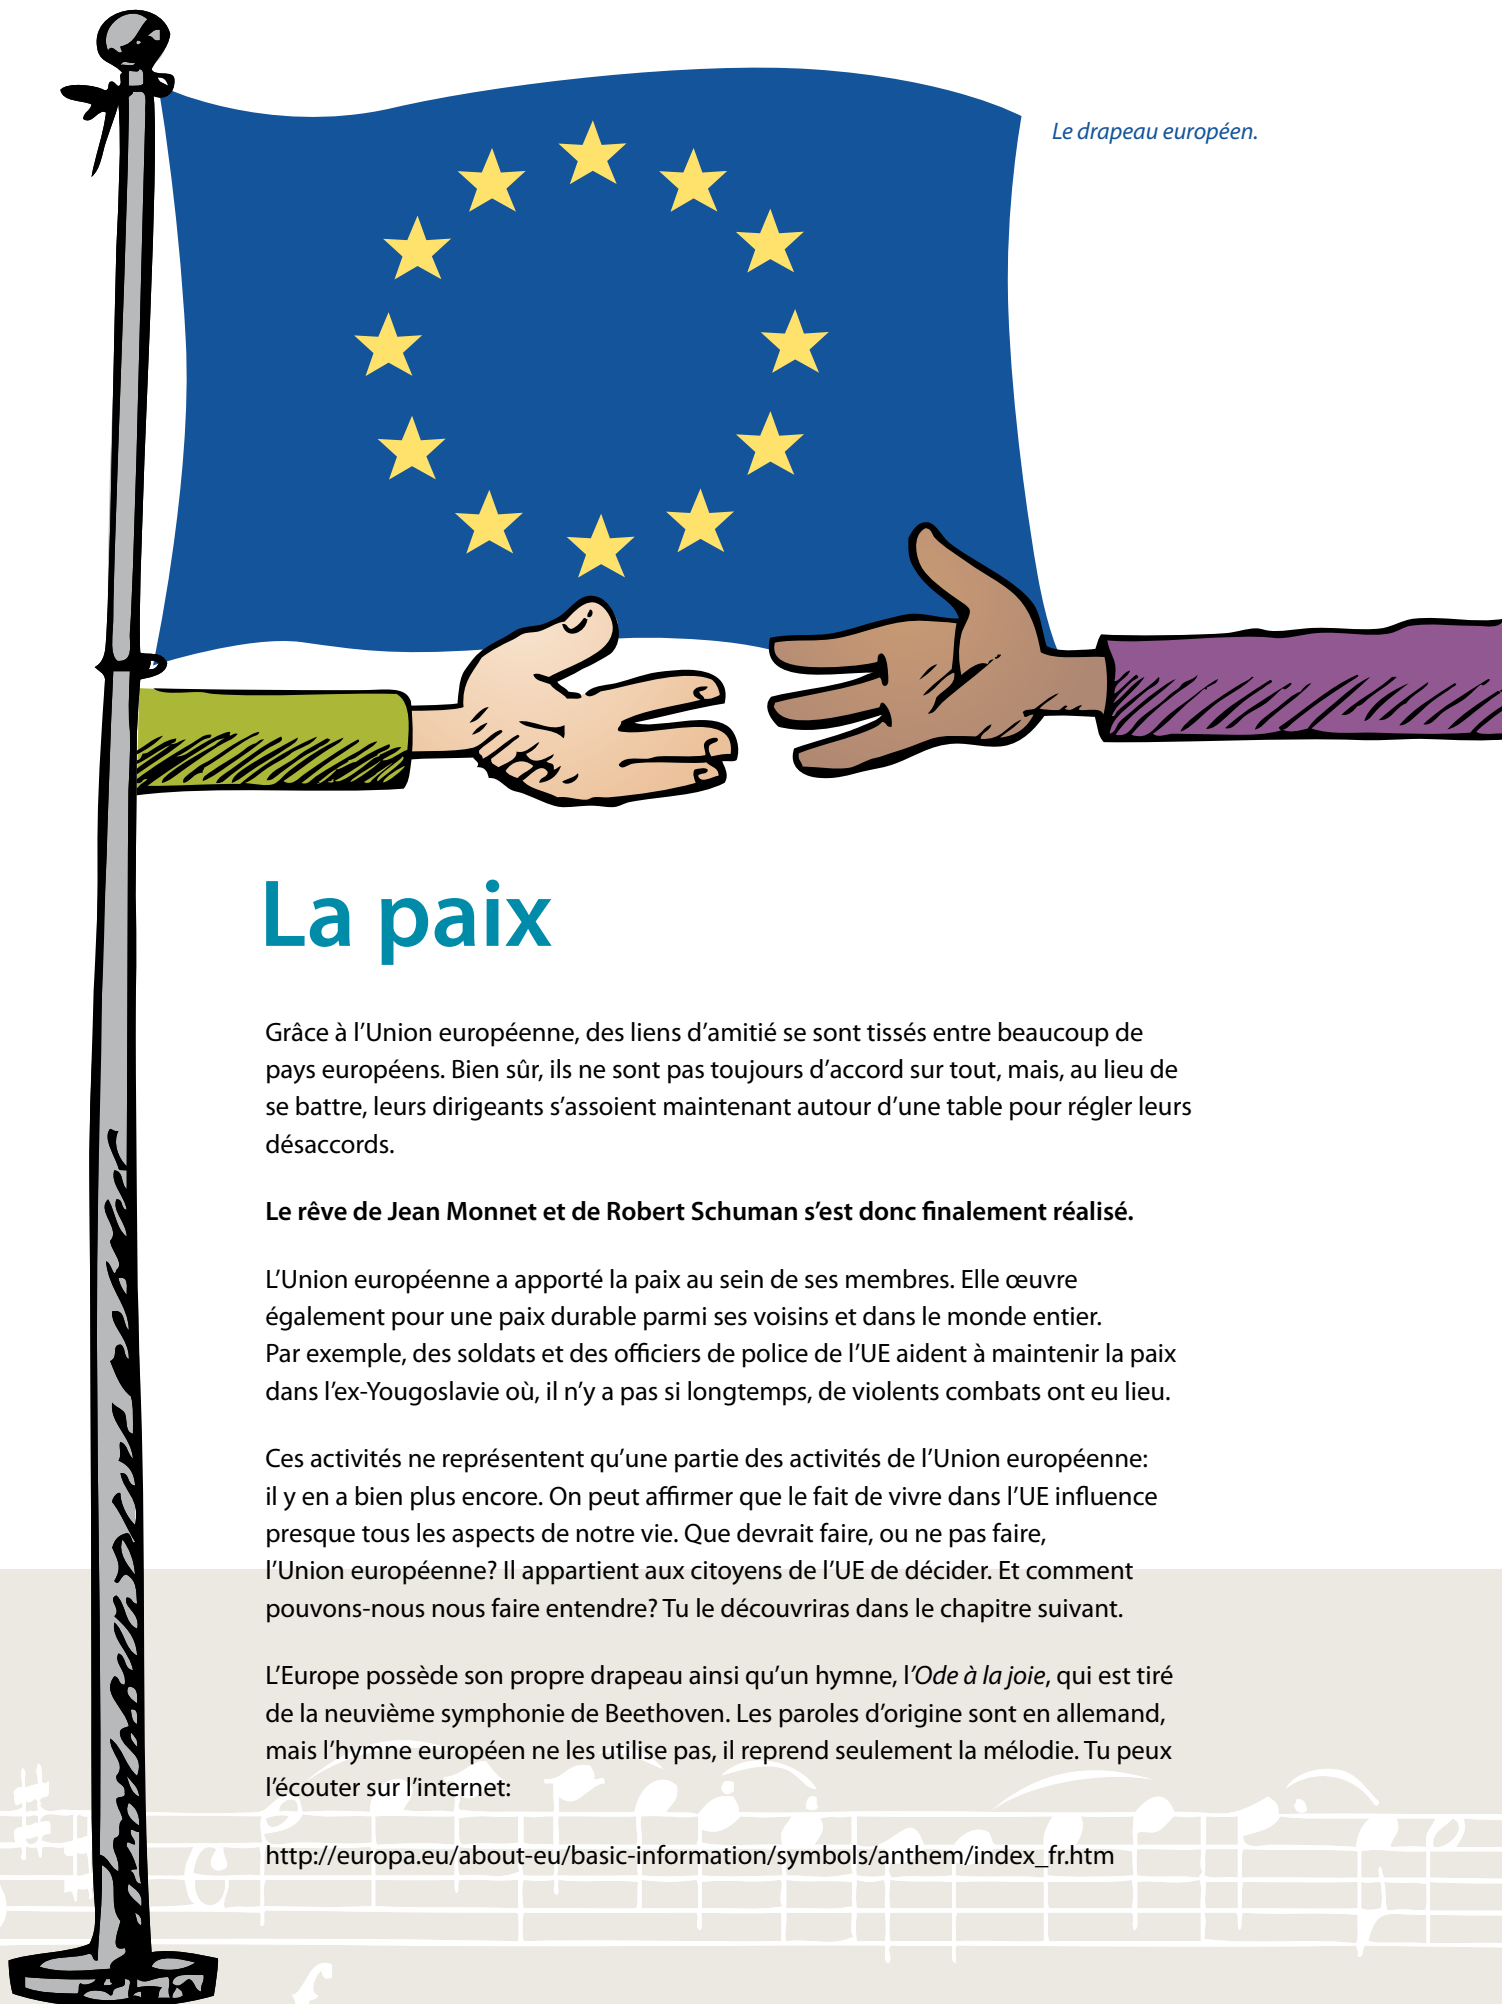 Le drapeau européen.
La paix
Grâce à l’Union européenne, des liens d’amitié se sont tissés entre beaucoup de
pays européens. Bien sûr, ils ne sont pas toujours d’accord sur tout, mais, au lieu de
se battre, leurs dirigeants s’assoient maintenant autour d’une table pour régler leurs
désaccords.
Le rêve de Jean Monnet et de Robert Schuman s’est donc finalement réalisé.
L’Union européenne a apporté la paix au sein de ses membres. Elle œuvre
également pour une paix durable parmi ses voisins et dans le monde entier.
Par exemple, des soldats et des officiers de police de l’UE aident à maintenir la paix
dans l’ex-Yougoslavie où, il n’y a pas si longtemps, de violents combats ont eu lieu.
Ces activités ne représentent qu’une partie des activités de l’Union européenne:
il y en a bien plus encore. On peut affirmer que le fait de vivre dans l’UE influence
presque tous les aspects de notre vie. Que devrait faire, ou ne pas faire,
l’Union européenne? Il appartient aux citoyens de l’UE de décider. Et comment
pouvons-nous nous faire entendre? Tu le découvriras dans le chapitre suivant.
L’Europe possède son propre drapeau ainsi qu’un hymne, l’Ode à la joie, qui est tiré
de la neuvième symphonie de Beethoven. Les paroles d’origine sont en allemand,
mais l’hymne européen ne les utilise pas, il reprend seulement la mélodie. Tu peux
l’écouter sur l’internet:
http://europa.eu/about-eu/basic-information/symbols/anthem/index_fr.htm